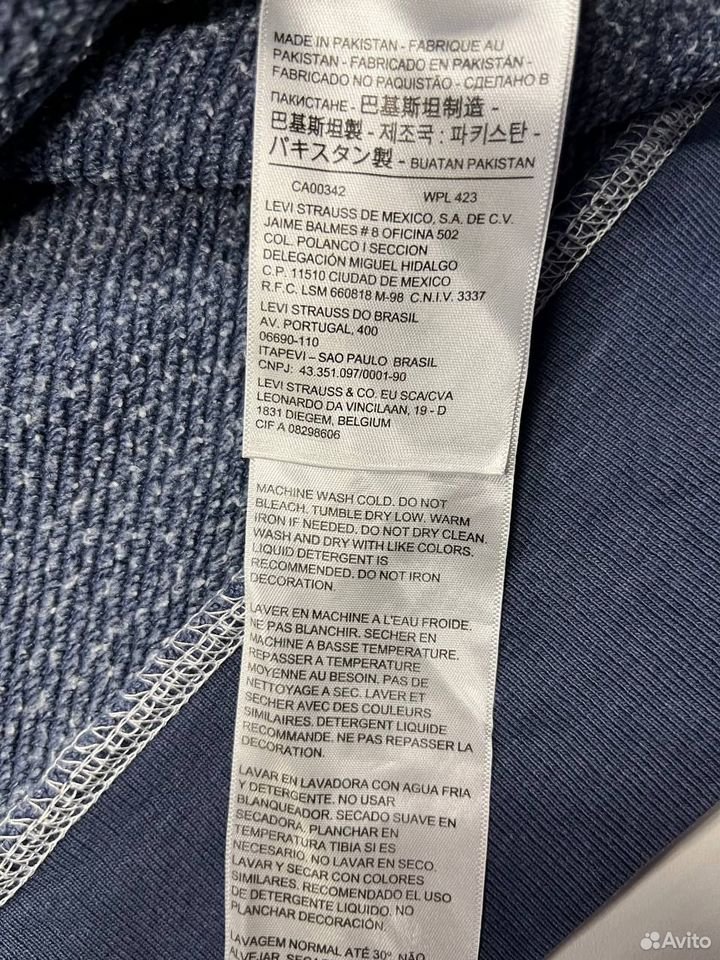 MADE IN PAKISTAN - FABRIQUE AU
PAKISTAN - FABRICADO EN PAKISTÁN -
FABRICADO NO PAQUISTÃO - СДЕЛАНО В
ПАКИСТАНЕ - 巴基斯坦制造 -
巴基斯坦製 - 제조국 : 파키스탄 -
パキスタン製 - BUATAN PAKISTAN
CA00342 WPL 423
LEVI STRAUSS DE MEXICO, S.A. DE C.V.
JAIME BALMES # 8 OFICINA 502
COL. POLANCO I SECCION
DELEGACIÓN MIGUEL HIDALGO
C.P. 11510 CIUDAD DE MEXICO
R.F.C. LSM 660818 M-98 C.N.I.V. 3337
LEVI STRAUSS DO BRASIL
AV. PORTUGAL, 400
06690-110
ITAPEVI – SAO PAULO BRASIL
CNPJ: 43.351.097/0001-90
LEVI STRAUSS & CO. EU SCA/CVA
LEONARDO DA VINCILAAN, 19 - D
1831 DIEGEM, BELGIUM
CIF A 08298606
MACHINE WASH COLD. DO NOT
BLEACH. TUMBLE DRY LOW. WARM
IRON IF NEEDED. DO NOT DRY CLEAN.
WASH AND DRY WITH LIKE COLORS.
LIQUID DETERGENT IS
RECOMMENDED. DO NOT IRON
DECORATION.
LAVER EN MACHINE A L'EAU FROIDE.
NE PAS BLANCHIR. SECHER EN
MACHINE A BASSE TEMPERATURE.
REPASSER A TEMPERATURE
MOYENNE AU BESOIN. PAS DE
NETTOYAGE A SEC. LAVER ET
SECHER AVEC DES COULEURS
SIMILAIRES. DETERGENT LIQUIDE
RECOMMANDE. NE PAS REPASSER LA
DECORATION.
LAVAR EN LAVADORA CON AGUA FRIA
Y DETERGENTE. NO USAR
BLANQUEADOR. SECADO SUAVE EN
SECADORA. PLANCHAR EN
TEMPERATURA TIBIA SI ES
NECESARIO. NO LAVAR EN SECO.
LAVAR Y SECAR CON COLORES
SIMILARES. RECOMENDADO EL USO
DE DETERGENTE LIQUIDO. NO
PLANCHAR DECORACIÓN.
LAVAGEM NORMAL ATÉ 30º. NÃO
ALVEJAR.
Avito